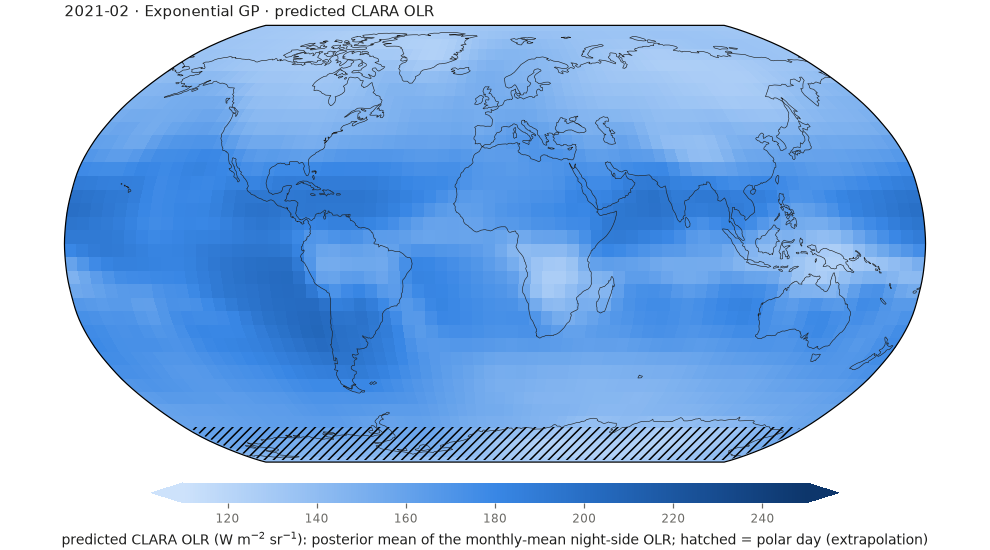 2021-02 · Exponential GP · predicted CLARA OLR
120 140 160 180 200 220 240
predicted CLARA OLR (W m⁻² sr⁻¹): posterior mean of the monthly-mean night-side OLR; hatched = polar day (extrapolation)